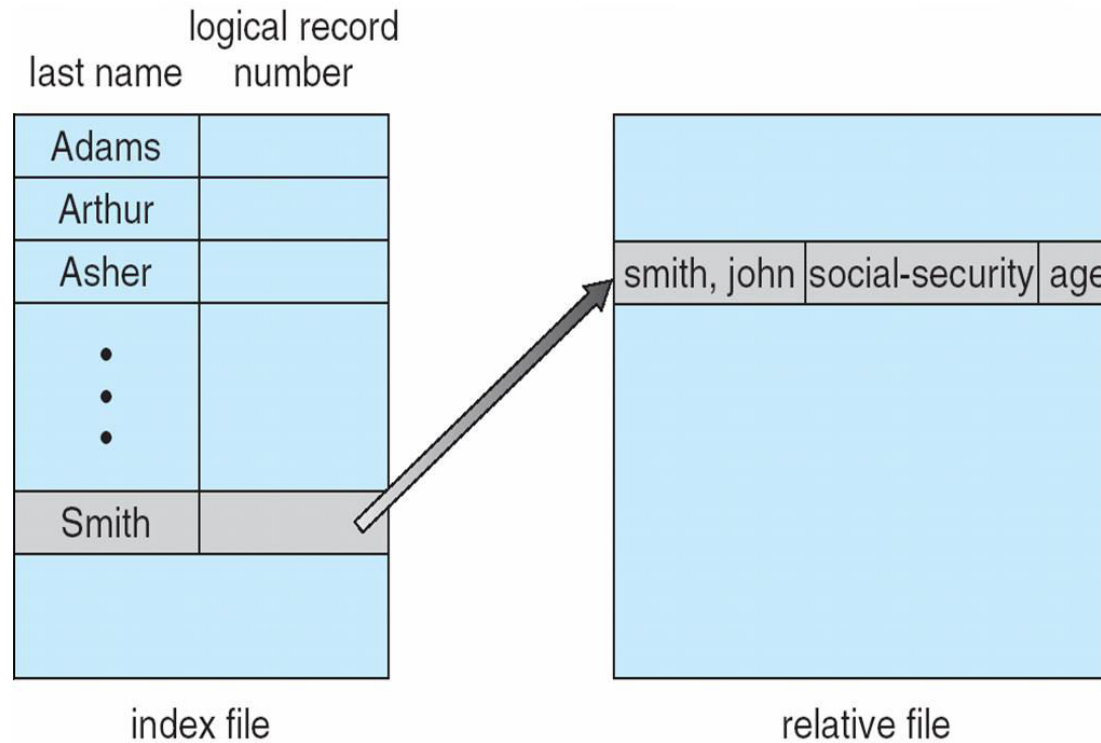 logical record
last name number
Adams
Arthur
Asher
smith, john social-security age
Smith
index file relative file